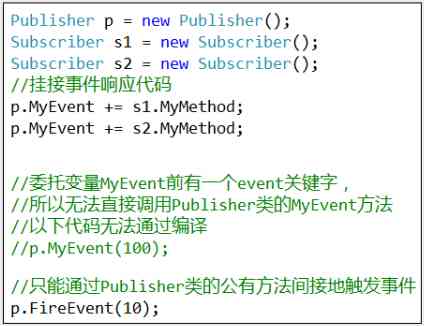 Publisher p = new Publisher();
Subscriber s1 = new Subscriber();
Subscriber s2 = new Subscriber();
//挂接事件响应代码
p.MyEvent += s1.MyMethod;
p.MyEvent += s2.MyMethod;
//委托变量MyEvent前有一个event关键字，
//所以无法直接调用Publisher类的MyEvent方法
//以下代码无法通过编译
//p.MyEvent(100);
//只能通过Publisher类的公有方法间接地触发事件
p.FireEvent(10);